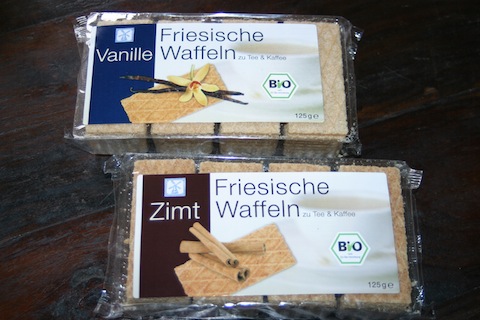 Vanille
Friesische
Waffeln zu Tee & Kaffee
BIO
125 g e
Zimt
Friesische
Waffeln zu Tee & Kaffee
BIO
125 g e